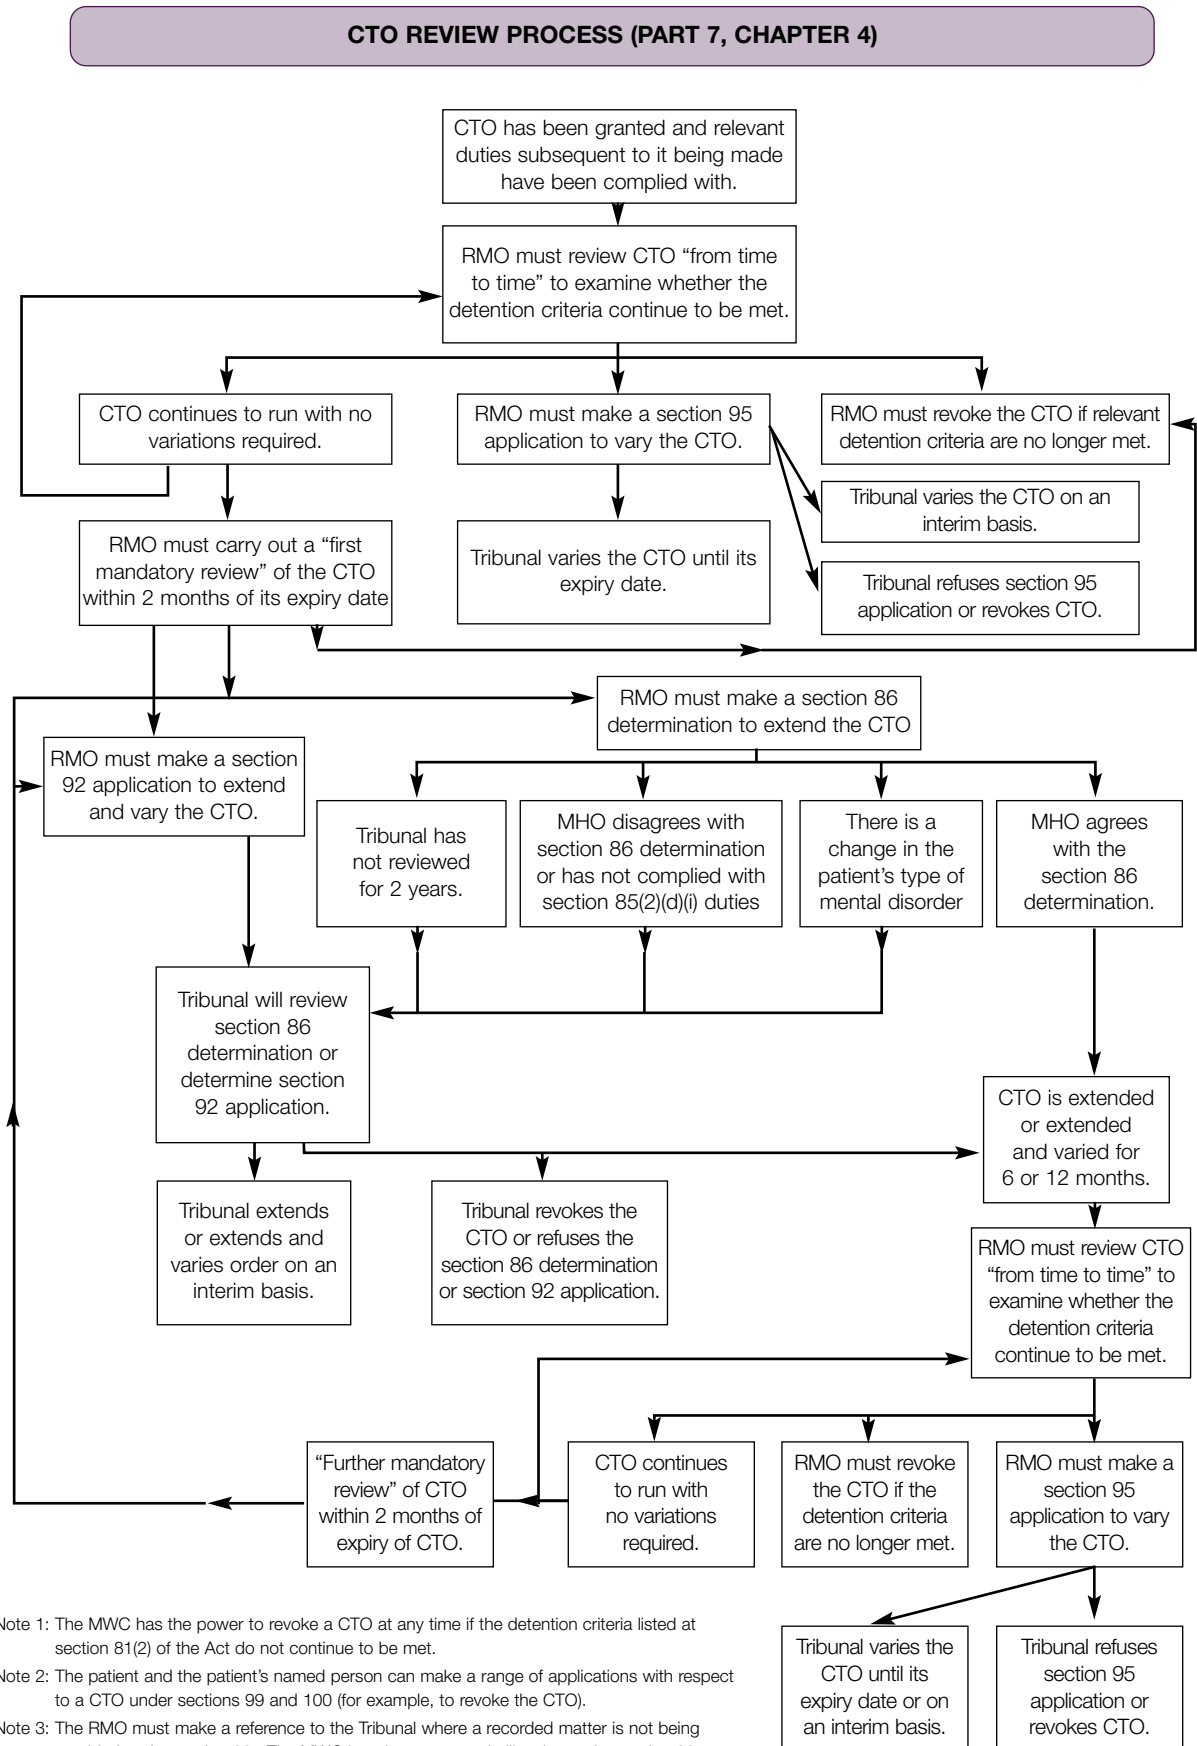 CTO REVIEW PROCESS (PART 7, CHAPTER 4)
CTO has been granted and relevant
duties subsequent to it being made
have been complied with.
RMO must review CTO “from time
to time” to examine whether the
detention criteria continue to be met.
CTO continues to run with no
variations required.
RMO must make a section 95
application to vary the CTO.
RMO must revoke the CTO if relevant
detention criteria are no longer met.
Tribunal varies the CTO on an
interim basis.
RMO must carry out a “first
mandatory review” of the CTO
within 2 months of its expiry date
Tribunal varies the CTO until its
expiry date.
Tribunal refuses section 95
application or revokes CTO.
RMO must make a section 86
determination to extend the CTO
RMO must make a section
92 application to extend
and vary the CTO.
Tribunal has
not reviewed
for 2 years.
MHO disagrees with
section 86 determination
or has not complied with
section 85(2)(d)(i) duties
There is a
change in the
patient’s type of
mental disorder
MHO agrees
with the
section 86
determination.
Tribunal will review
section 86
determination or
determine section
92 application.
CTO is extended
or extended
and varied for
6 or 12 months.
Tribunal extends
or extends and
varies order on an
interim basis.
Tribunal revokes the
CTO or refuses the
section 86 determination
or section 92 application.
RMO must review CTO
“from time to time” to
examine whether the
detention criteria
continue to be met.
“Further mandatory
review” of CTO
within 2 months of
expiry of CTO.
CTO continues
to run with
no variations
required.
RMO must revoke
the CTO if the
detention criteria
are no longer met.
RMO must make a
section 95
application to vary
the CTO.
Note 1: The MWC has the power to revoke a CTO at any time if the detention criteria listed at
section 81(2) of the Act do not continue to be met.
Note 2: The patient and the patient’s named person can make a range of applications with respect
to a CTO under sections 99 and 100 (for example, to revoke the CTO).
Note 3: The RMO must make a reference to the Tribunal where a recorded matter is not being
Tribunal varies the
CTO until its
expiry date or on
an interim basis.
Tribunal refuses
section 95
application or
revokes CTO.